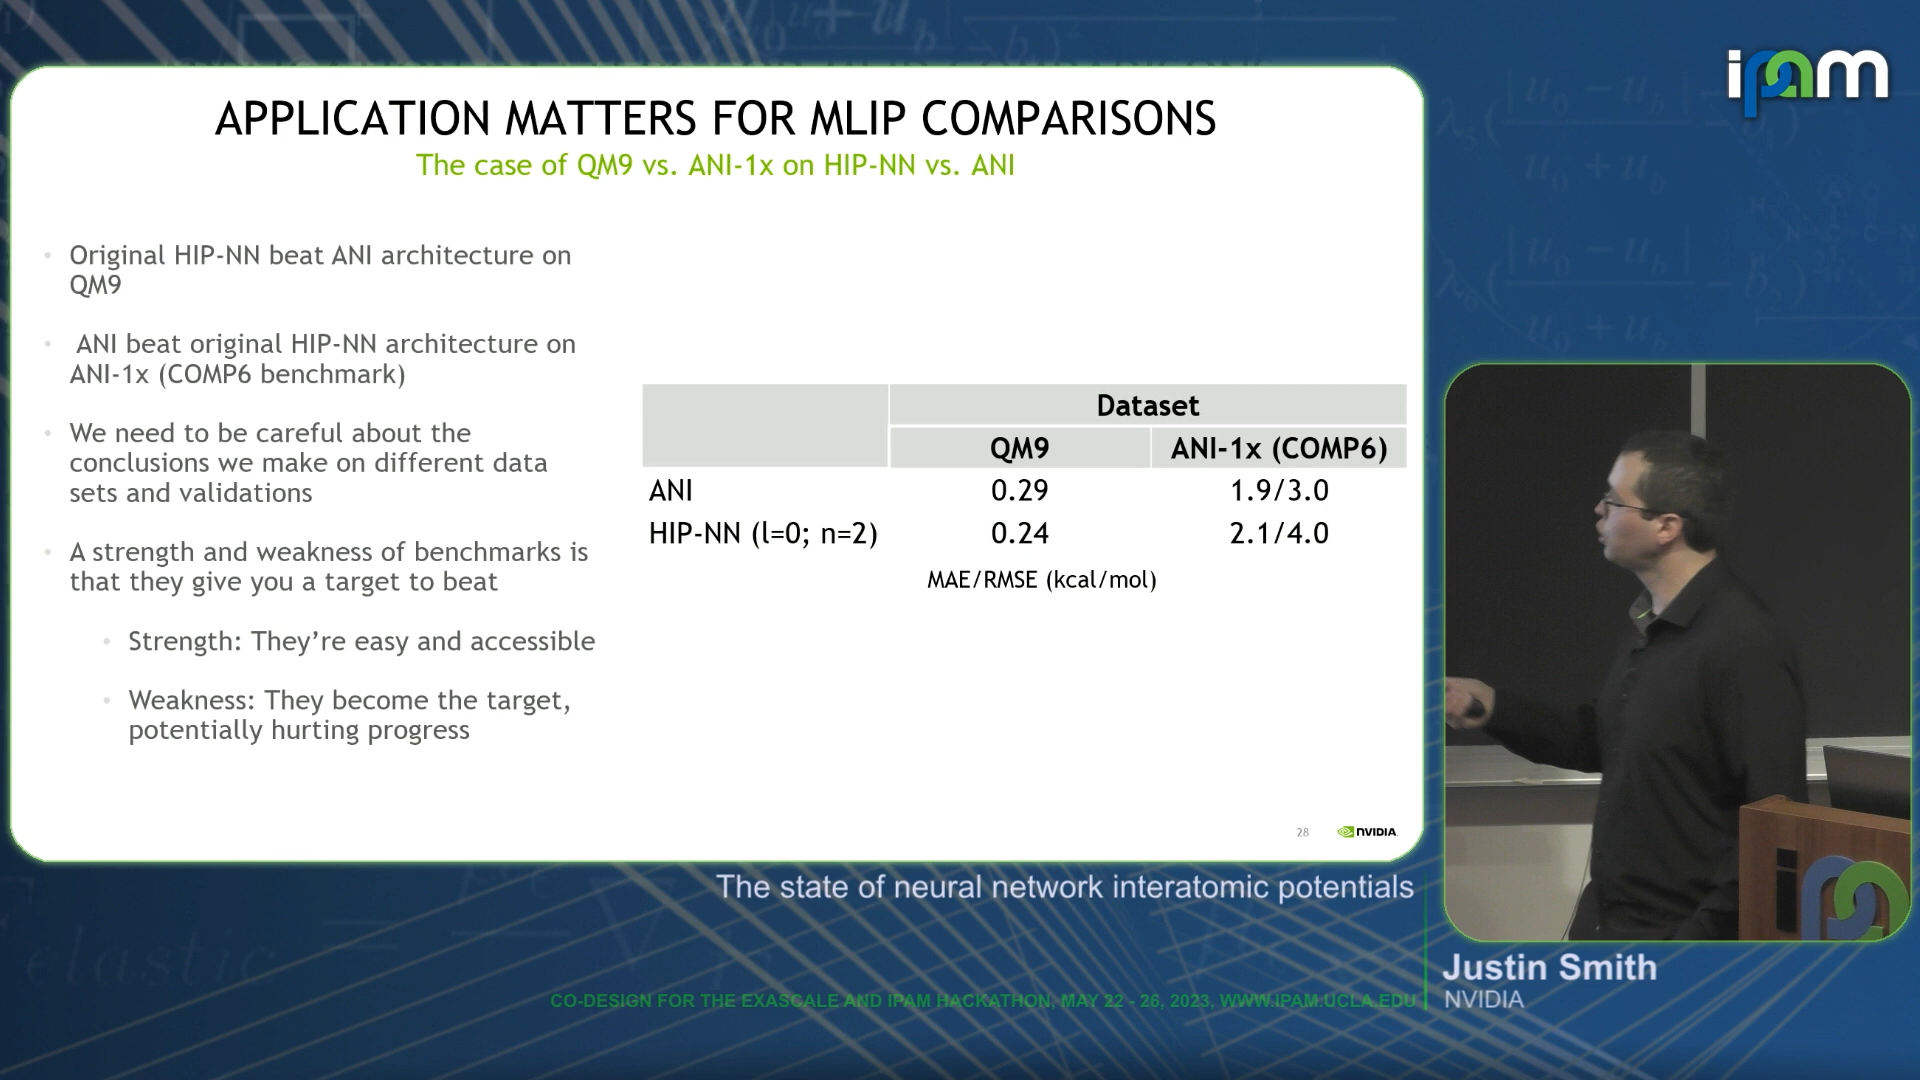 ipam
APPLICATION MATTERS FOR MLIP COMPARISONS
The case of QM9 vs. ANI-1x on HIP-NN vs. ANI
• Original HIP-NN beat ANI architecture on
QM9
• ANI beat original HIP-NN architecture on
ANI-1x (COMP6 benchmark)
• We need to be careful about the
conclusions we make on different data
sets and validations
• A strength and weakness of benchmarks is
that they give you a target to beat
• Strength: They’re easy and accessible
• Weakness: They become the target,
potentially hurting progress
Dataset
QM9 ANI-1x (COMP6)
ANI 0.29 1.9/3.0
HIP-NN (l=0; n=2) 0.24 2.1/4.0
MAE/RMSE (kcal/mol)
28 NVIDIA.
The state of neural network interatomic potentials
Justin Smith
NVIDIA
CO-DESIGN FOR THE EXASCALE AND IPAM HACKATHON, MAY 22 - 26, 2023, WWW.IPAM.UCLA.EDU
elastic